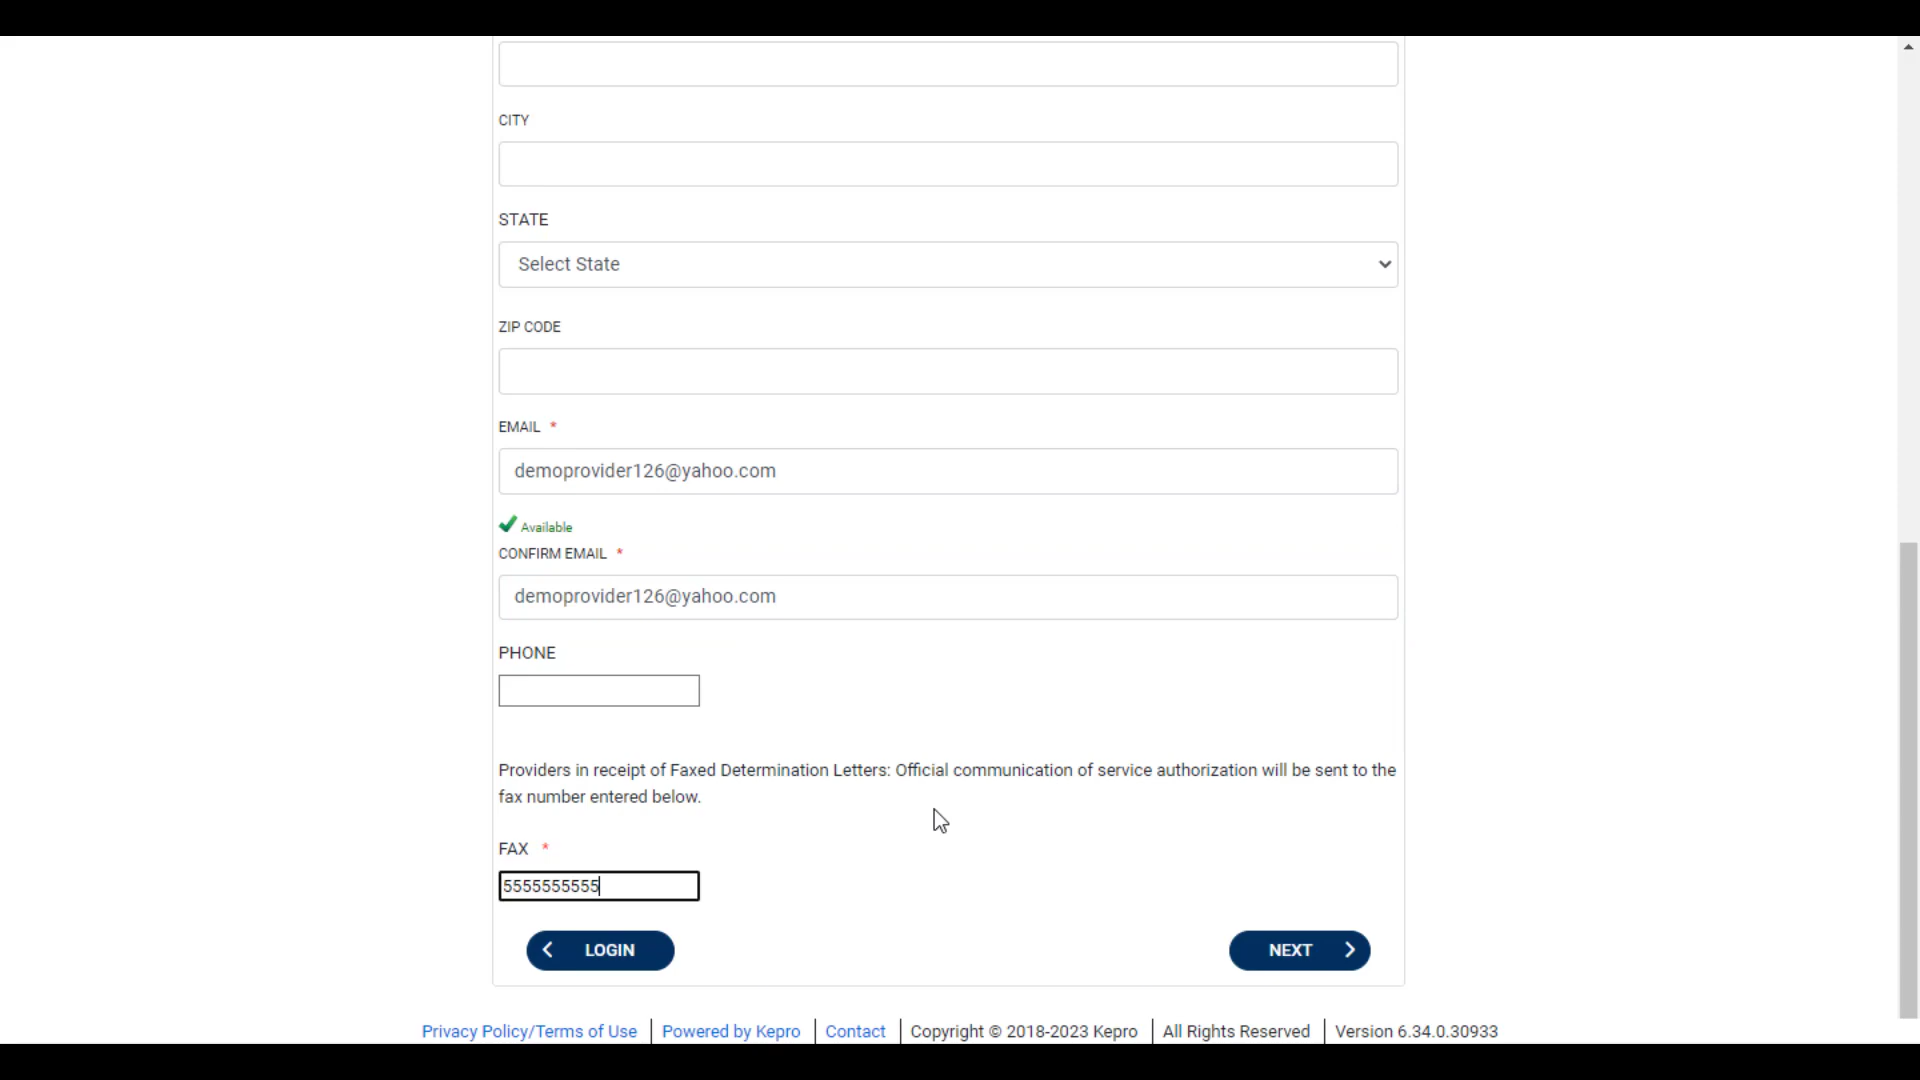 CITY
STATE
Select State
ZIP CODE
EMAIL *
demoprovider126@yahoo.com
Available
CONFIRM EMAIL *
demoprovider126@yahoo.com
PHONE
Providers in receipt of Faxed Determination Letters: Official communication of service authorization will be sent to the
fax number entered below.
FAX *
5555555555
LOGIN
NEXT
Privacy Policy/Terms of Use | Powered by Kepro | Contact | Copyright © 2018-2023 Kepro | All Rights Reserved | Version 6.34.0.30933